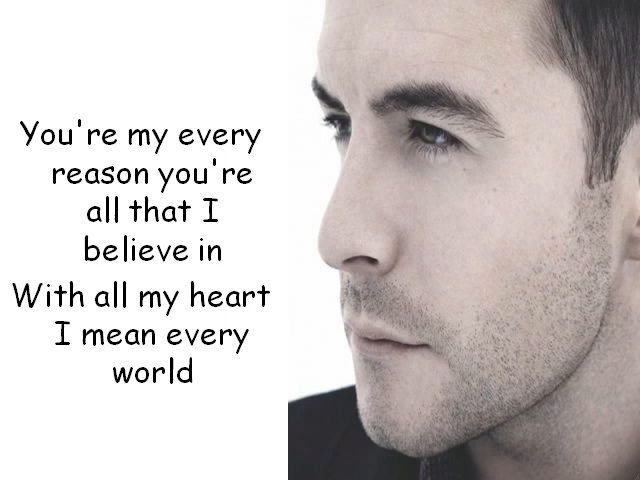 You're my every
reason you're
all that I
believe in
With all my heart
I mean every
world